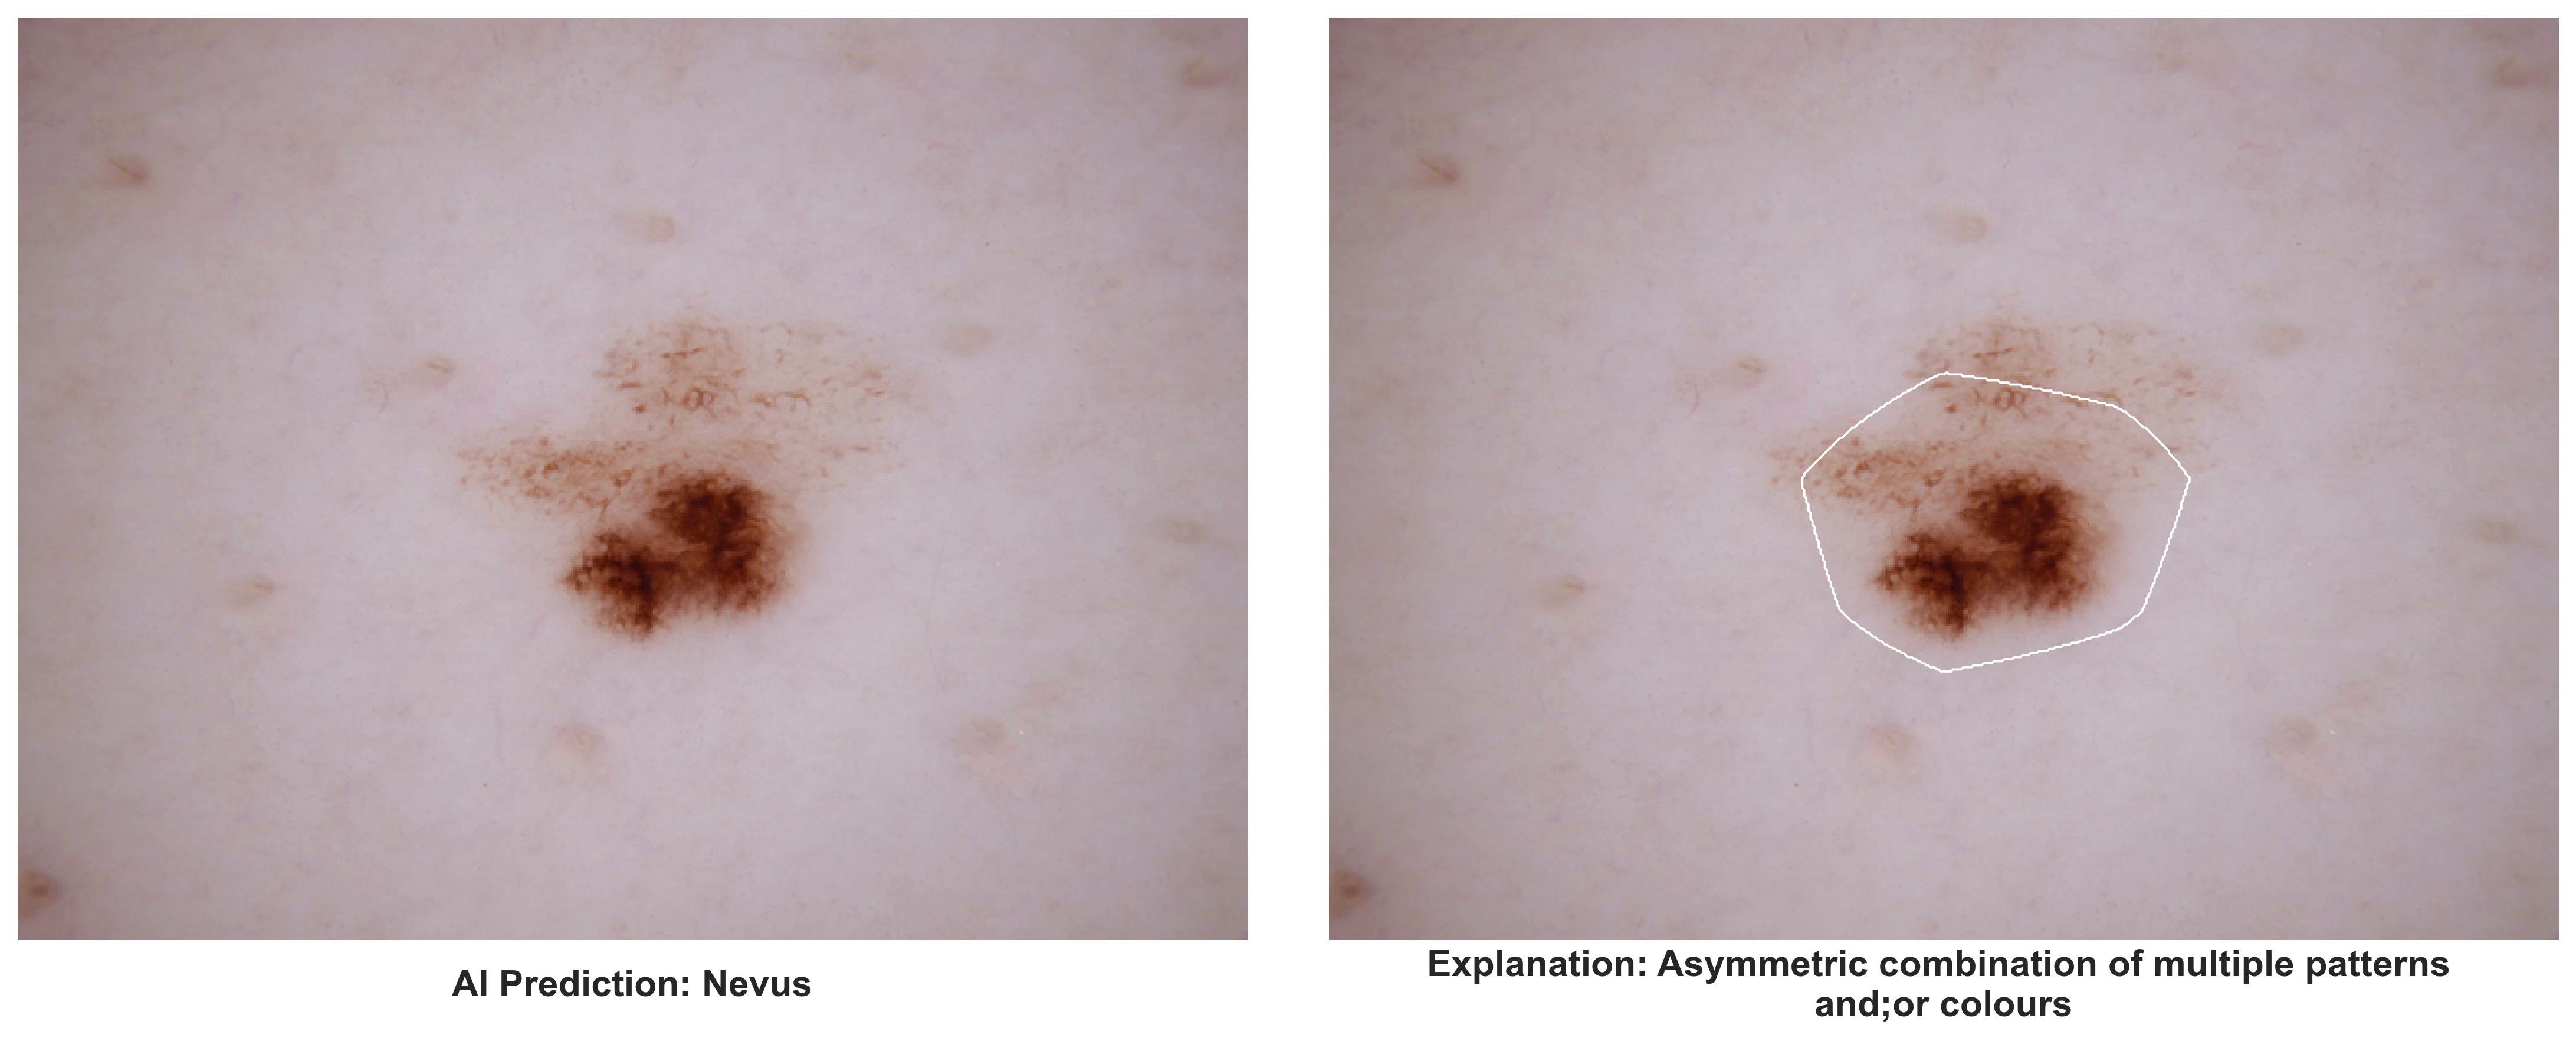 AI Prediction: Nevus
Explanation: Asymmetric combination of multiple patterns
and;or colours